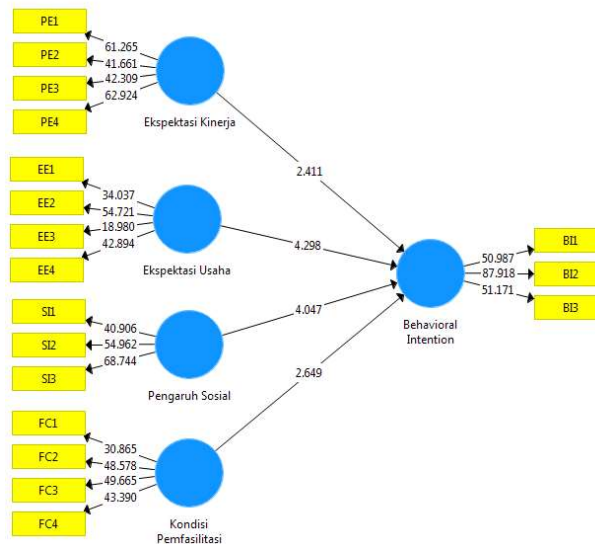 PE1
61.265
PE2
41.661
PE3
42.309
PE4
62.924
Ekspektasi Kinerja
2.411
EE1
34.037
EE2
54.721
EE3
18.980
EE4
42.894
Ekspektasi Usaha
4.298
SI1
40.906
SI2
54.962
SI3
68.744
Pengaruh Sosial
4.047
FC1
30.865
FC2
48.578
FC3
49.665
FC4
43.390
Kondisi
Pemfasilitasi
2.649
Behavioral
Intention
50.987
BI1
87.918
BI2
51.171
BI3